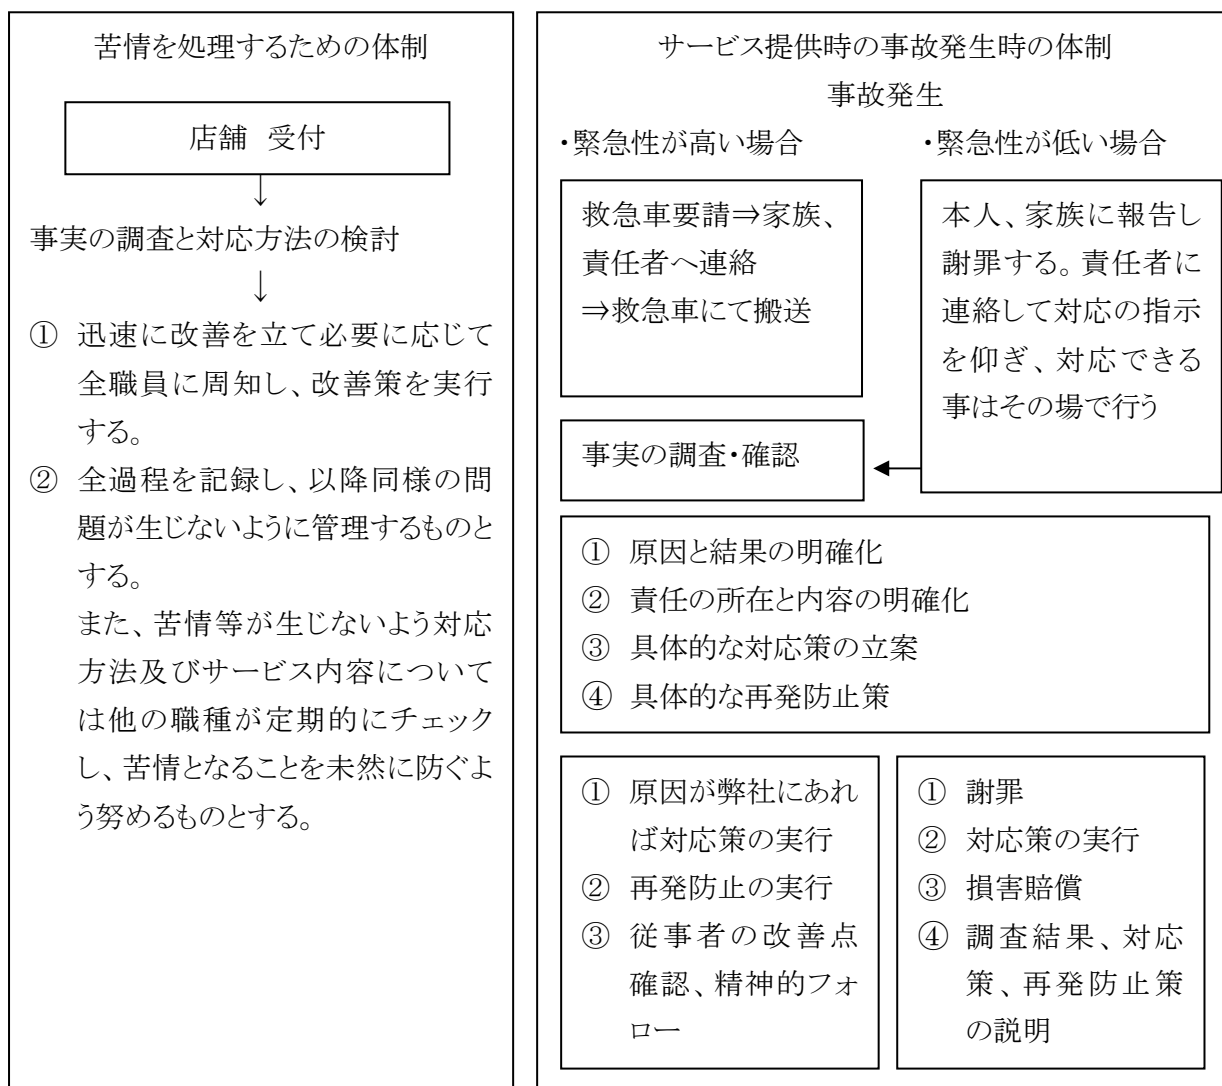 苦情を処理するための体制
店舗 受付
↓
事実の調査と対応方法の検討
↓
① 迅速に改善を立て必要に応じて
全職員に周知し、改善策を実行
する。
② 全過程を記録し、以降同様の問
題が生じないように管理するものと
する。
また、苦情等が生じないよう対応
方法及びサービス内容について
は他の職種が定期的にチェック
し、苦情となることを未然に防ぐよ
う努めるものとする。
サービス提供時の事故発生時の体制
事故発生
・緊急性が高い場合
救急車要請⇒家族、
責任者へ連絡
⇒救急車にて搬送
・緊急性が低い場合
本人、家族に報告し
謝罪する。責任者に
連絡して対応の指示
を仰ぎ、対応できる
事はその場で行う
事実の調査・確認
① 原因と結果の明確化
② 責任の所在と内容の明確化
③ 具体的な対応策の立案
④ 具体的な再発防止策
① 原因が弊社にあれ
ば対応策の実行
② 再発防止の実行
③ 従事者の改善点
確認、精神的フォ
ロー
① 謝罪
② 対応策の実行
③ 損害賠償
④ 調査結果、対応
策、再発防止策
の説明